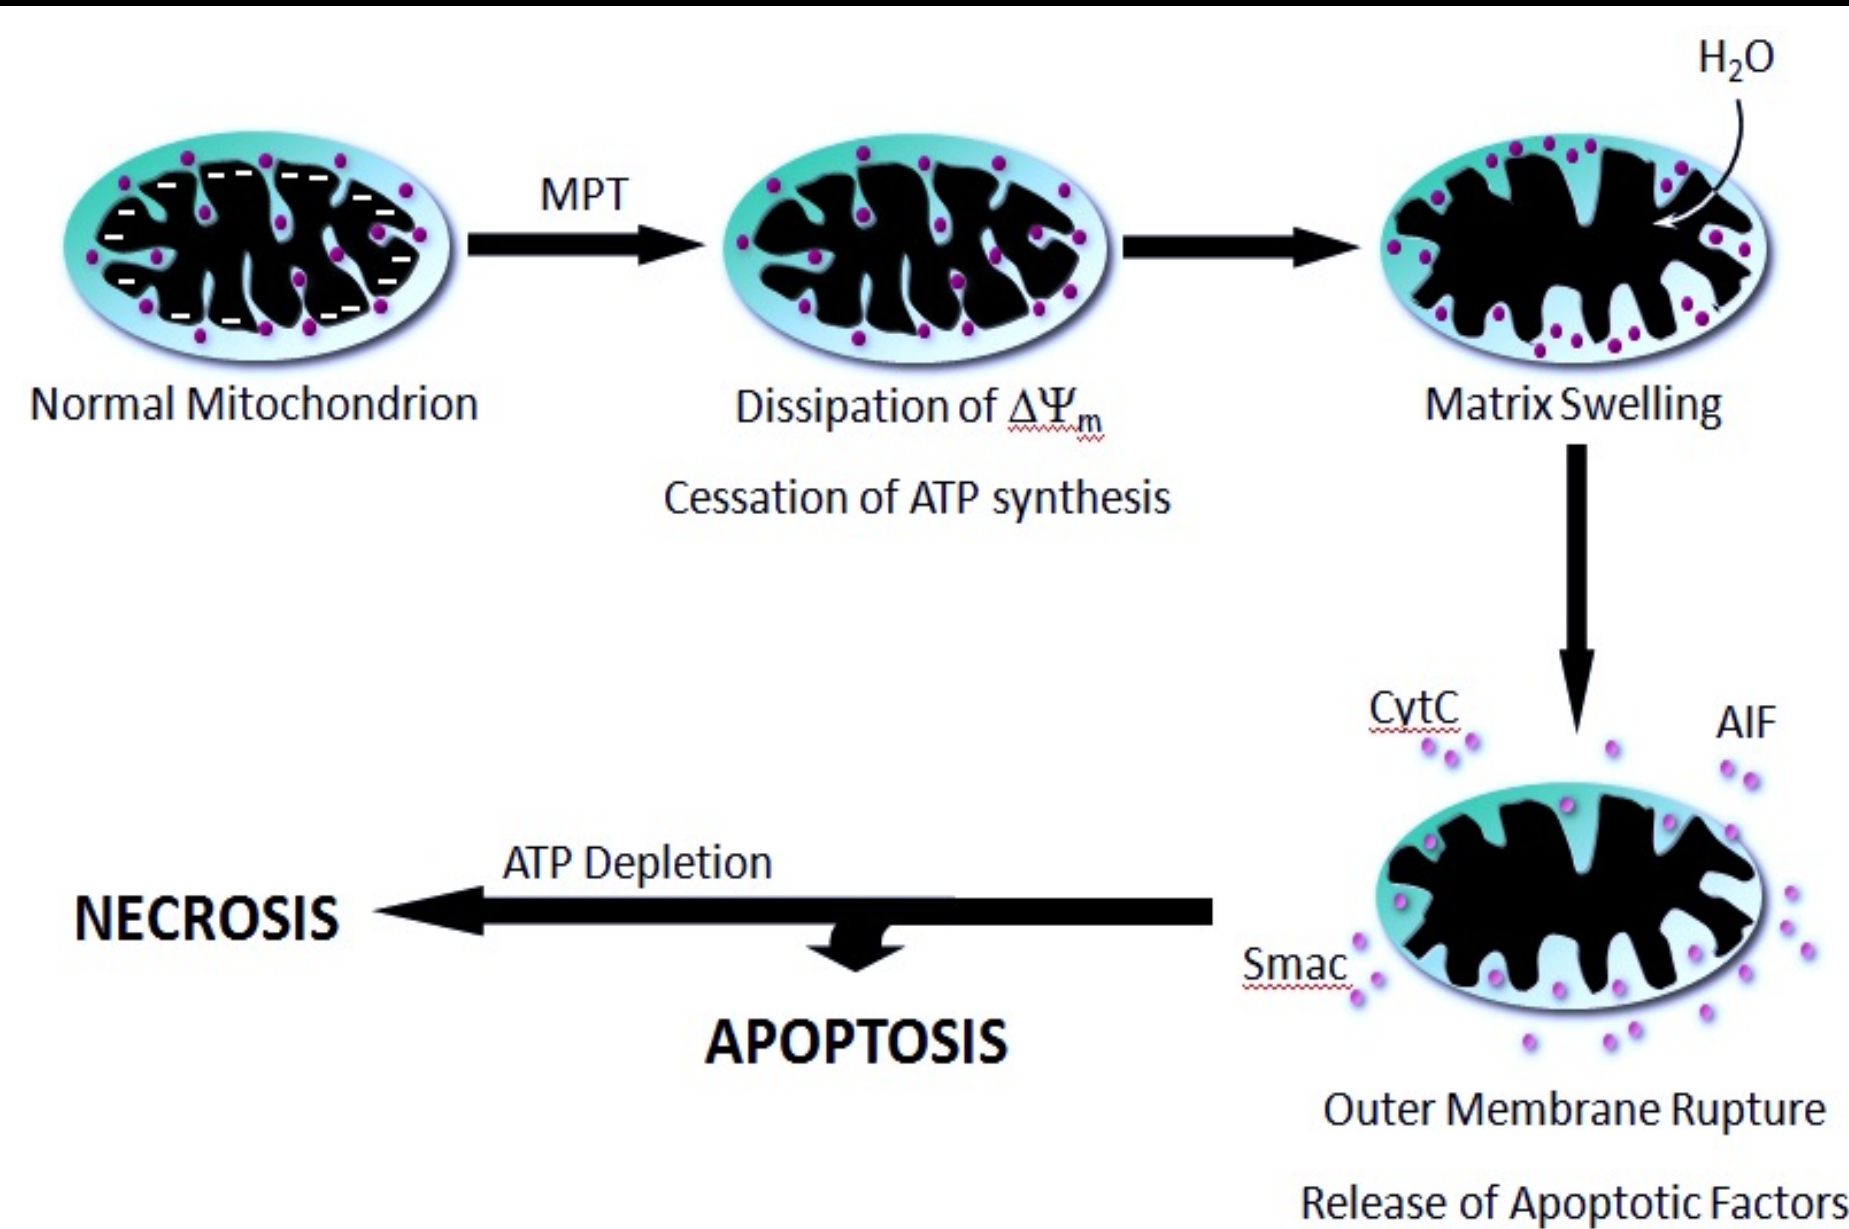 H₂O
MPT
Normal Mitochondrion
Dissipation of ΔΨm
Matrix Swelling
Cessation of ATP synthesis
CytC
AIF
ATP Depletion
NECROSIS
Smac
APOPTOSIS
Outer Membrane Rupture
Release of Apoptotic Factors